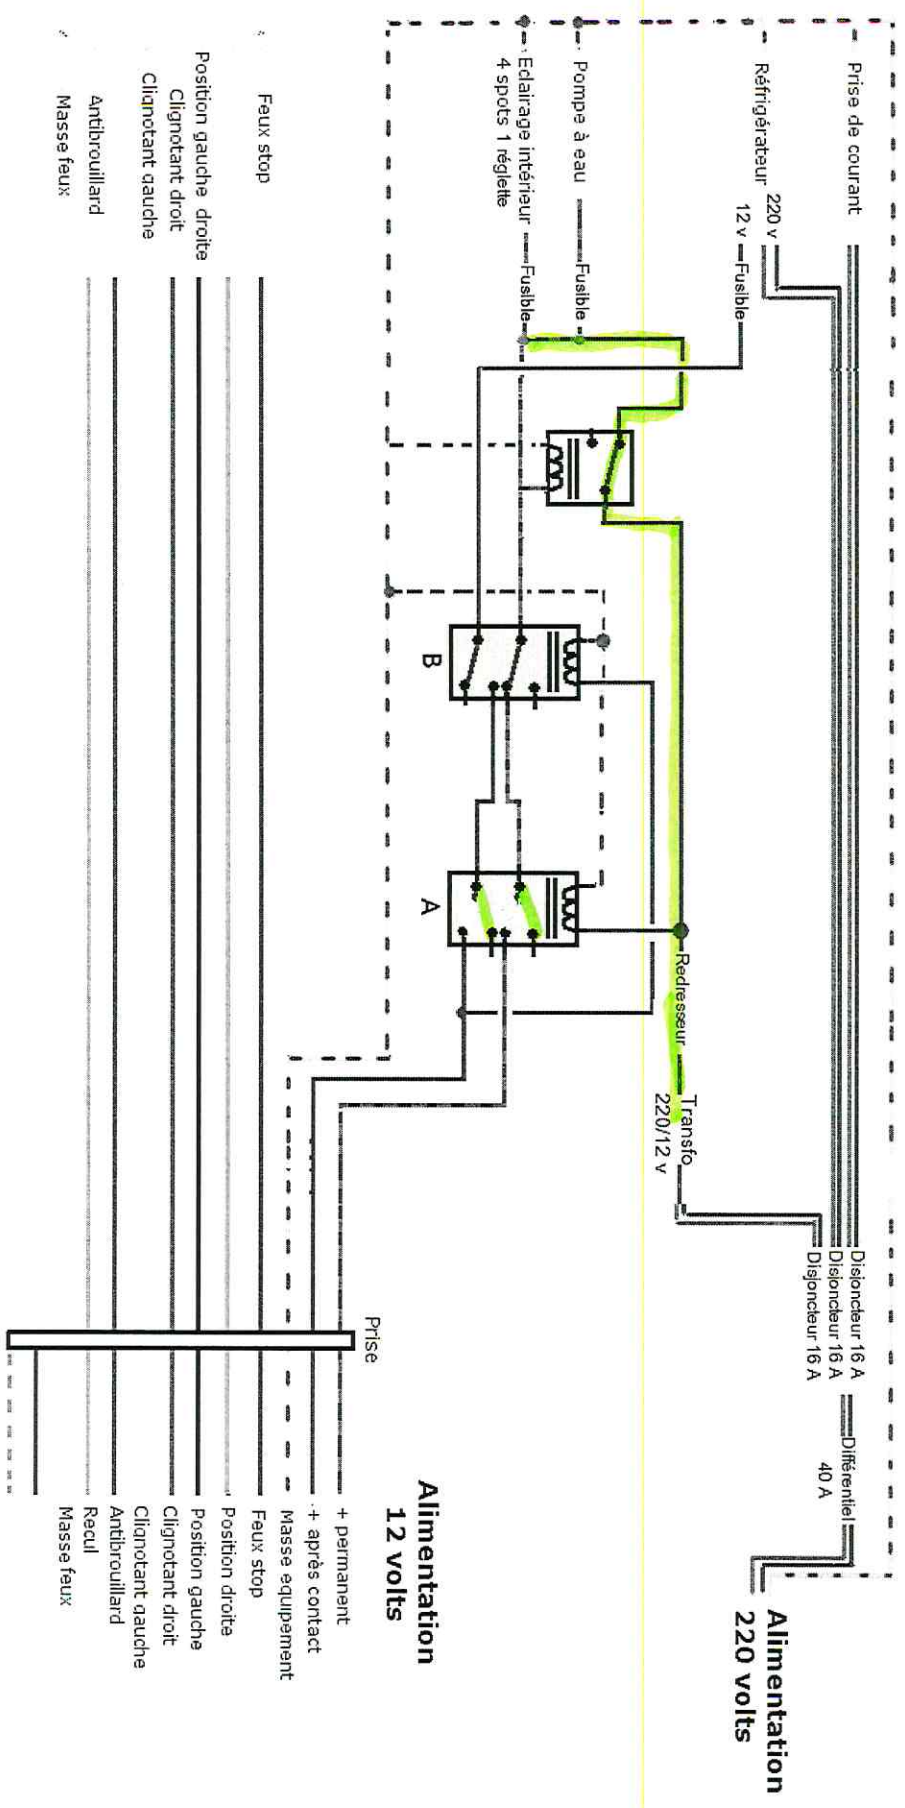 Prise de courant
Disjoncteur 16 A
Disjoncteur 16 A
Disjoncteur 16 A
Différentiel
40 A
Alimentation
220 volts
Réfrigérateur
220 v
12 v
Fusible
Redresseur
Transfo
220/12 v
Pompe à eau
Fusible
Eclairage intérieur
4 spots 1 réglette
Fusible
B
A
Alimentation
12 volts
Prise
+ permanent
+ après contact
Masse equipement
Feux stop
Feux stop
Position droite
Position gauche droite
Position gauche
Clignotant droit
Clignotant droit
Clignotant gauche
Clignotant gauche
Antibrouillard
Antibrouillard
Recul
Masse feux
Masse feux